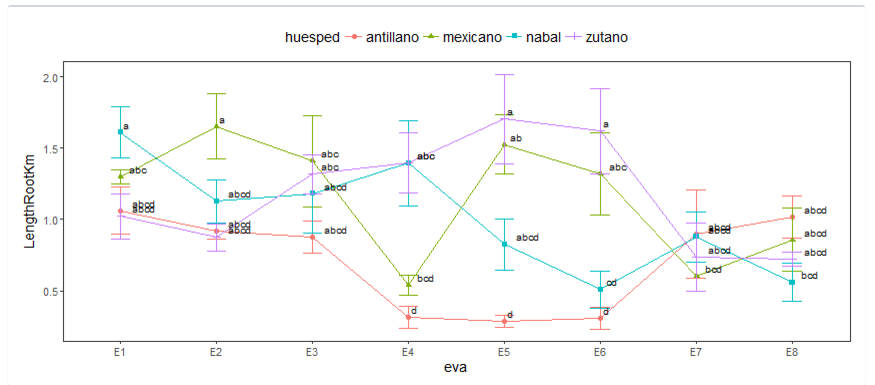 huesped antillano mexicano nabal zutano
LengthRootKm
2.0
1.5
1.0
0.5
a
abc
abcd
abcd
a
abcd
abcd
abcd
abc
abc
abcd
abcd
abc
bcd
d
a
ab
abcd
d
a
abc
cd
d
abcd
abcd
abcd
bcd
abcd
abcd
abcd
bcd
E1 E2 E3 E4 E5 E6 E7 E8
eva